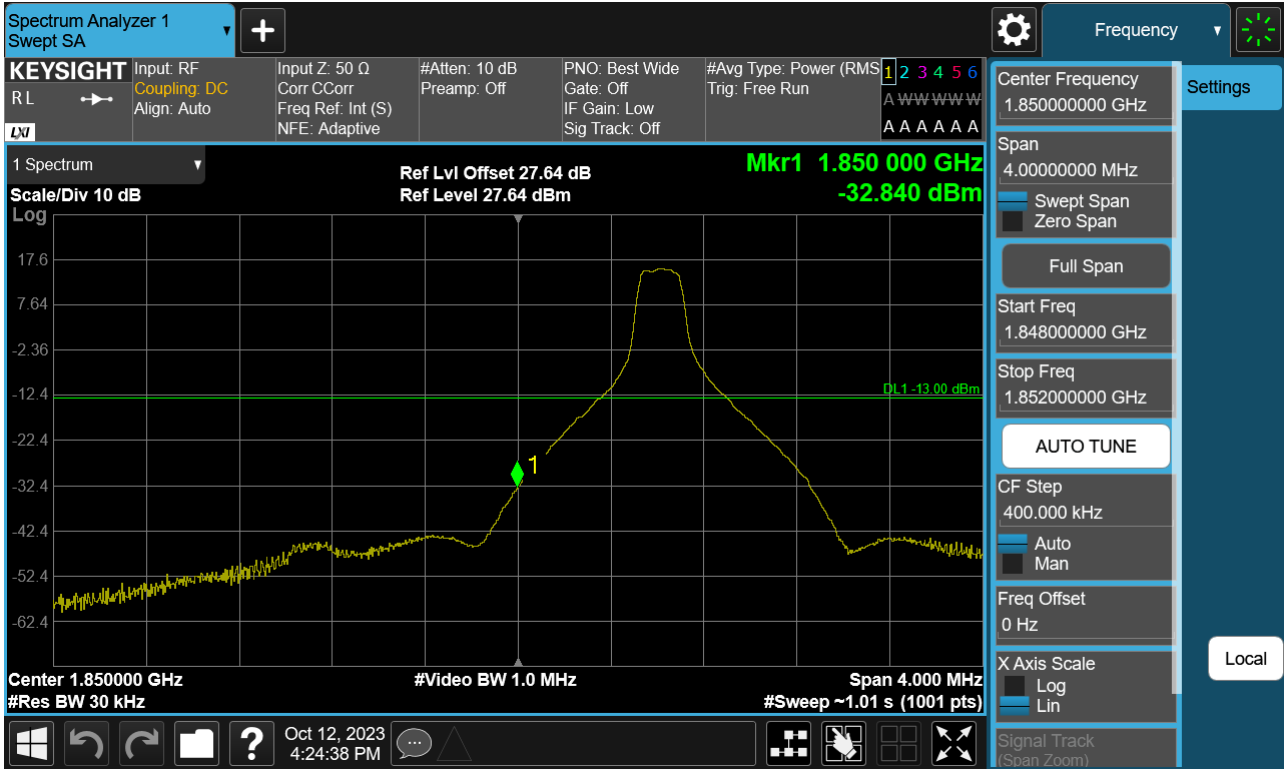 Spectrum Analyzer 1
Swept SA
+
Frequency
KEYSIGHT
RL
LXI
Input: RF
Coupling: DC
Align: Auto
Input Z: 50 Ω
Corr CCorr
Freq Ref: Int (S)
NFE: Adaptive
#Atten: 10 dB
Preamp: Off
PNO: Best Wide
Gate: Off
IF Gain: Low
Sig Track: Off
#Avg Type: Power (RMS
Trig: Free Run
1 2 3 4 5 6
A W W W W W
A A A A A A
1 Spectrum
Scale/Div 10 dB
Log
Ref Lvl Offset 27.64 dB
Ref Level 27.64 dBm
Mkr1 1.850 000 GHz
-32.840 dBm
17.6
7.64
-2.36
-12.4
-22.4
-32.4
-42.4
-52.4
-62.4
DL1 -13.00 dBm
1
Center 1.850000 GHz
#Video BW 1.0 MHz
Span 4.000 MHz
#Res BW 30 kHz
#Sweep ~1.01 s (1001 pts)
Center Frequency
1.850000000 GHz
Span
4.00000000 MHz
Swept Span
Zero Span
Full Span
Start Freq
1.848000000 GHz
Stop Freq
1.852000000 GHz
AUTO TUNE
CF Step
400.000 kHz
Auto
Man
Freq Offset
0 Hz
X Axis Scale
Log
Lin
Signal Track
(Span Zoom)
Settings
Local
?
Oct 12, 2023
4:24:38 PM